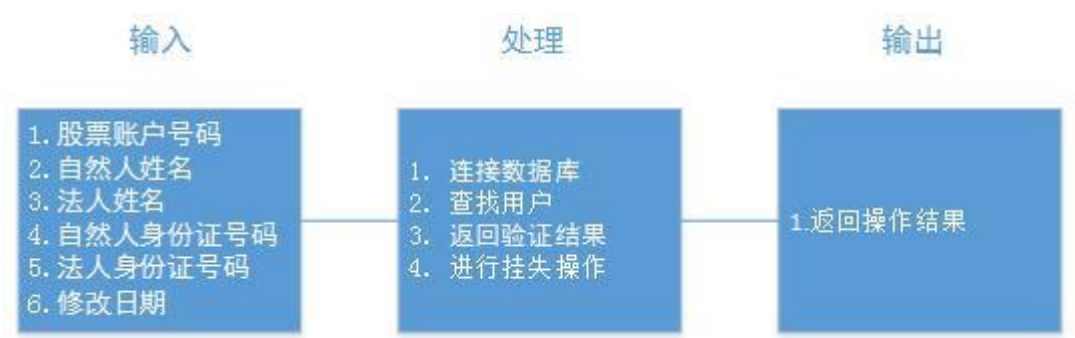 输入
处理
输出
1. 股票账户号码
2. 自然人姓名
3. 法人姓名
4. 自然人身份证号码
5. 法人身份证号码
6. 修改日期
1. 连接数据库
2. 查找用户
3. 返回验证结果
4. 进行挂失操作
1.返回操作结果